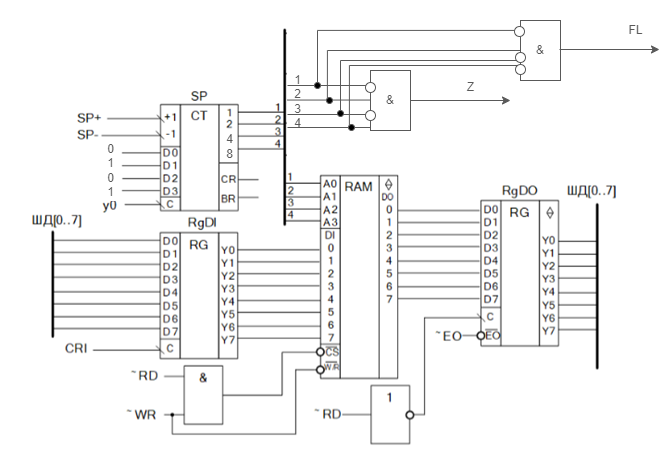 FL
&
1
2
3
4
&
Z
SP
SP+
SP-
+1
-1
CT
1
2
4
8
1
2
3
4
0
1
0
1
D0
D1
D2
D3
y0
C
CR
BR
ШД[0..7]
RgDI
D0
D1
D2
D3
D4
D5
D6
D7
RG
Y0
Y1
Y2
Y3
Y4
Y5
Y6
Y7
CRI
C
1
2
3
4
A0
A1
A2
A3
RAM
DO
0
1
2
3
4
5
6
7
DI
0
1
2
3
4
5
6
7
CS
WR
RgDO
ШД[0..7]
D0
D1
D2
D3
D4
D5
D6
D7
RG
Y0
Y1
Y2
Y3
Y4
Y5
Y6
Y7
C
~EO
EO
~RD
&
~WR
~RD
1